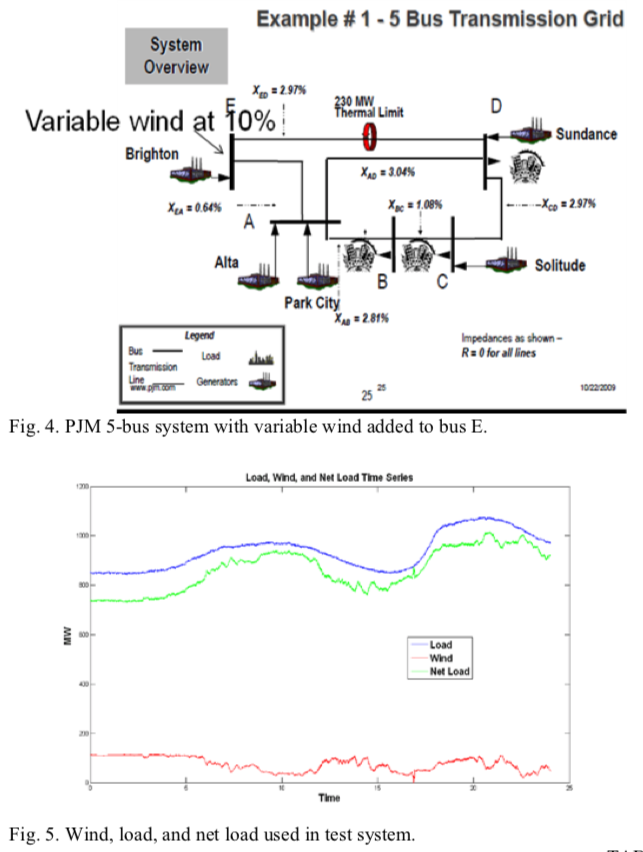 Example # 1 - 5 Bus Transmission Grid
System
Overview
X_ED = 2.97%
E
230 MW
Thermal Limit
D
Variable wind at 10%
Sundance
Brighton
X_AD = 3.04%
X_EA = 0.64%
X_BC = 1.08%
X_CD = 2.97%
A
Alta
B
C
Solitude
Park City
X_AB = 2.81%
Legend
Bus
Load
Transmission
Line
Generators
www.pjm.com
Impedances as shown –
R = 0 for all lines
25
25
10/22/2009
Fig. 4. PJM 5-bus system with variable wind added to bus E.
Load, Wind, and Net Load Time Series
1200
1000
800
600
400
200
0
MW
Load
Wind
Net Load
0
5
10
15
20
25
Time
Fig. 5. Wind, load, and net load used in test system.